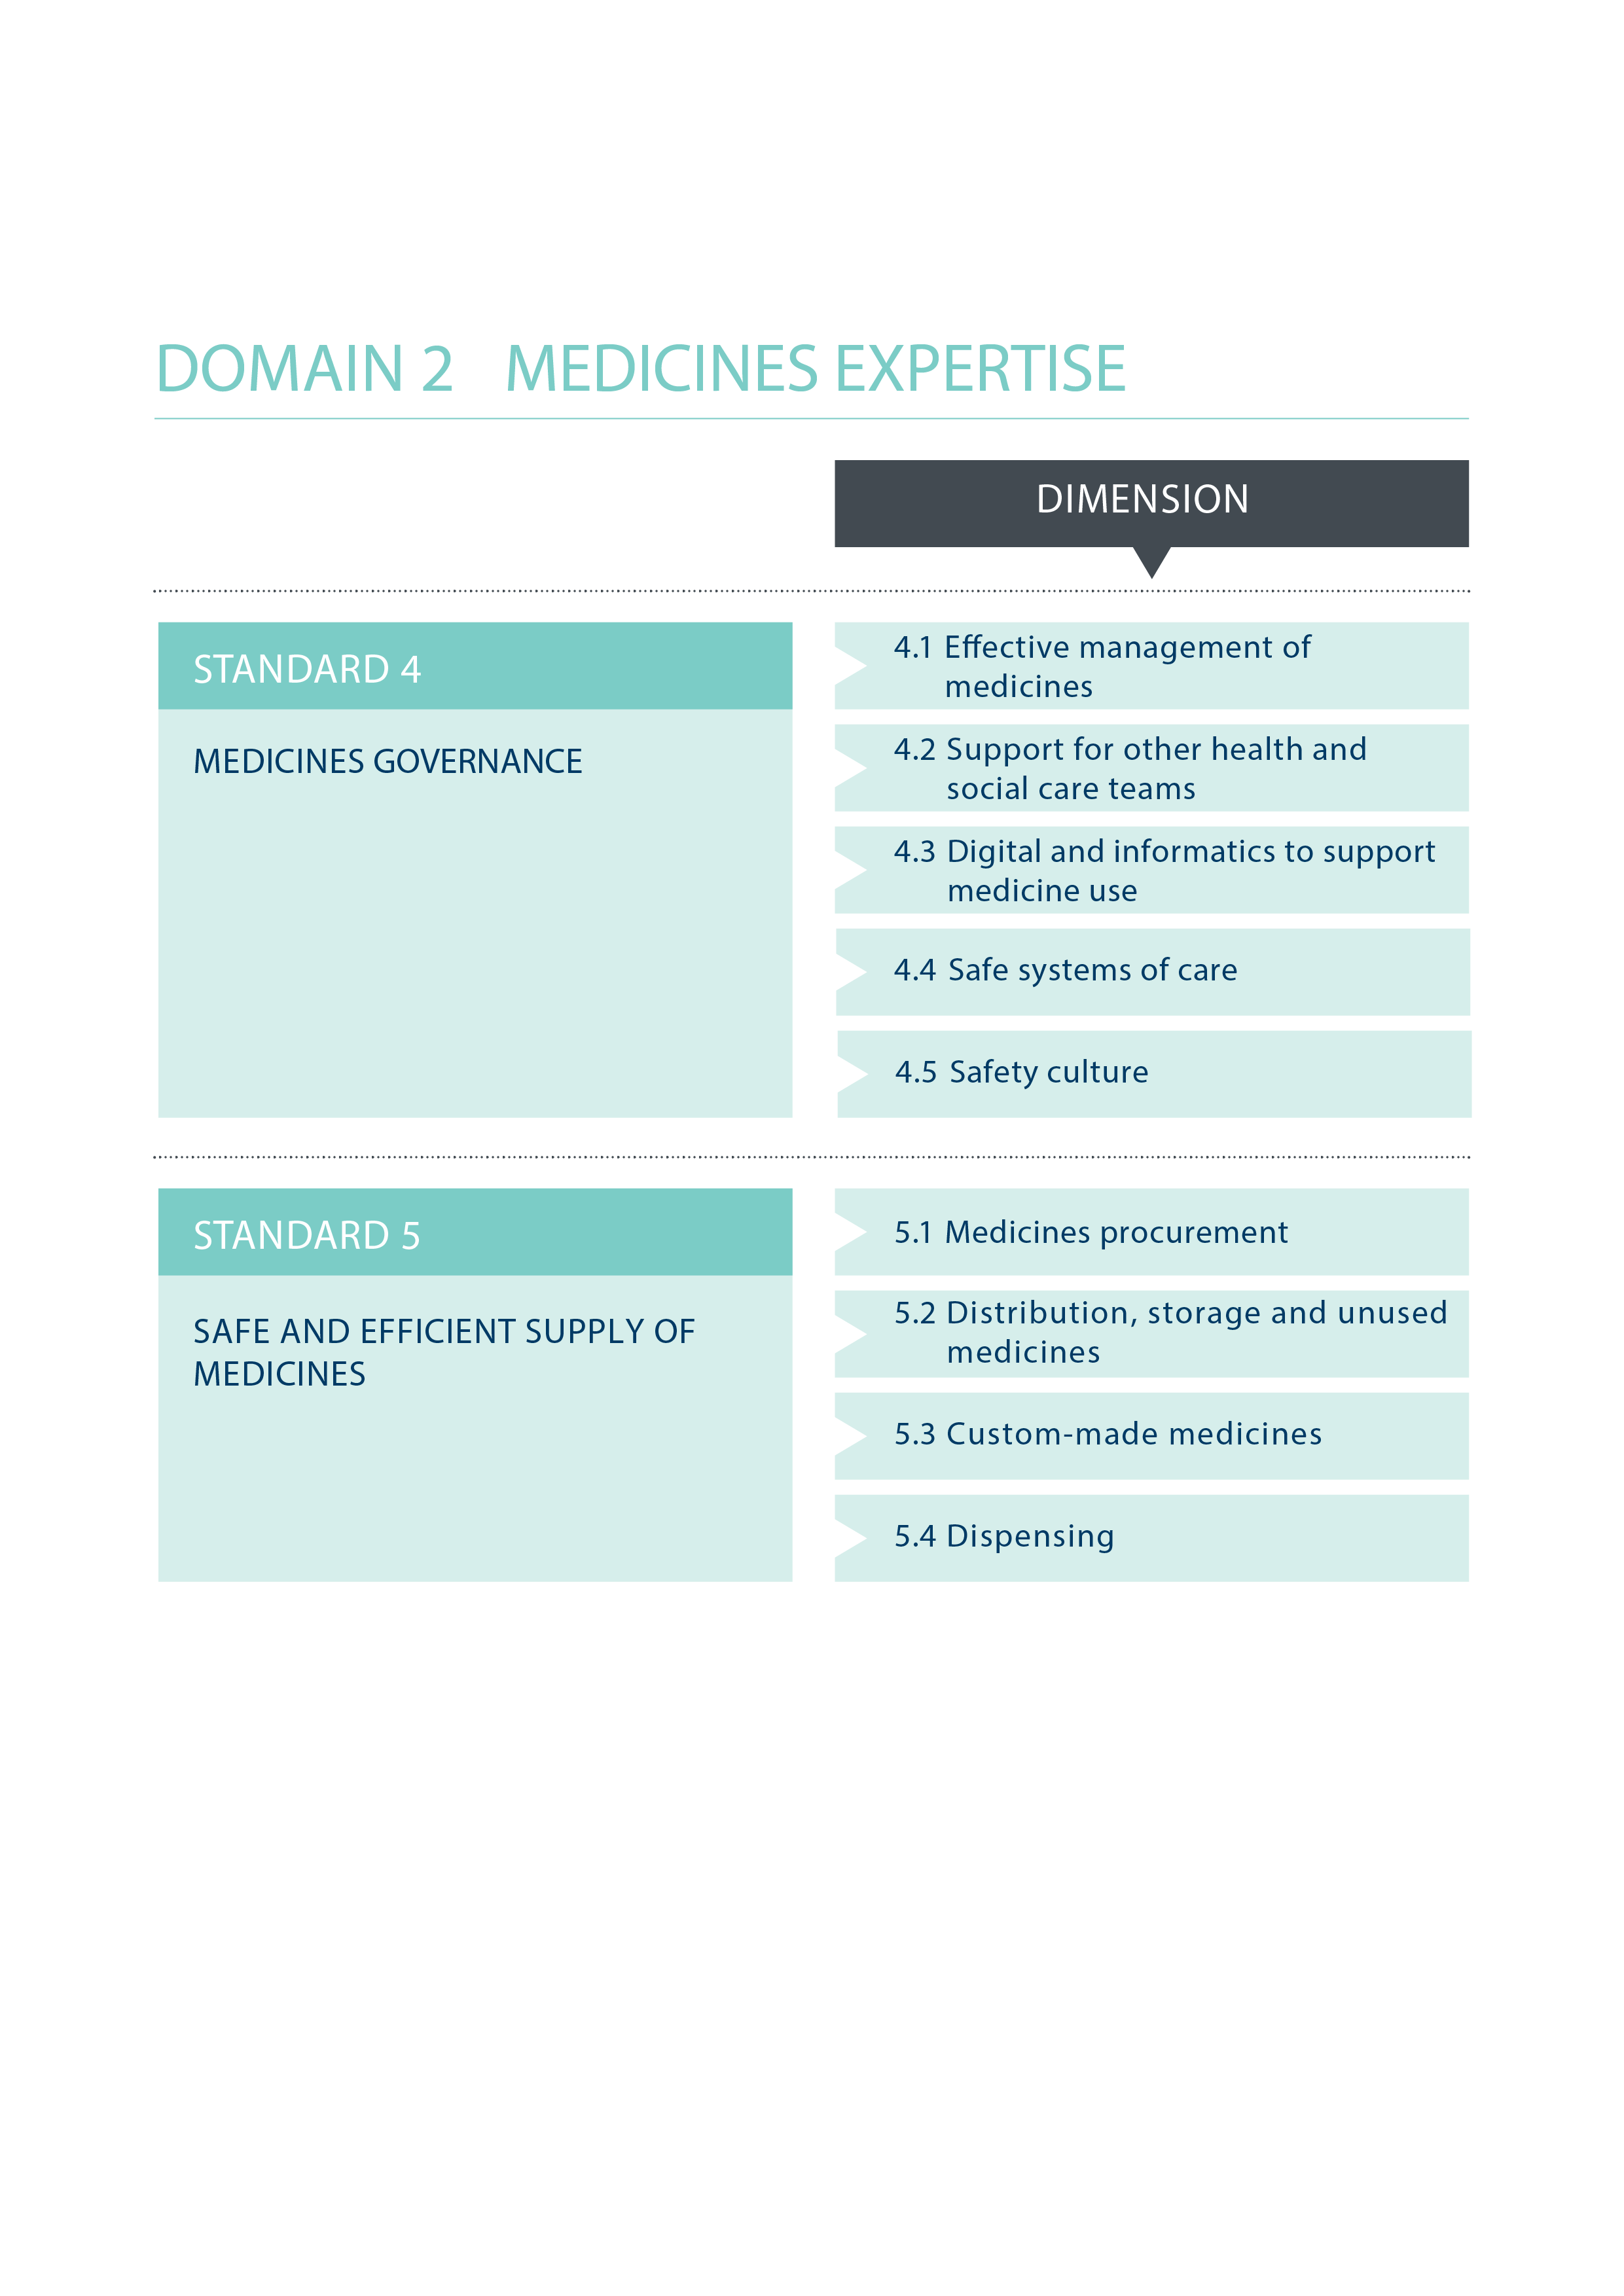 DOMAIN 2 MEDICINES EXPERTISE
DIMENSION
STANDARD 4
MEDICINES GOVERNANCE
4.1 Effective management of
medicines
4.2 Support for other health and
social care teams
4.3 Digital and informatics to support
medicine use
4.4 Safe systems of care
4.5 Safety culture
STANDARD 5
SAFE AND EFFICIENT SUPPLY OF
MEDICINES
5.1 Medicines procurement
5.2 Distribution, storage and unused
medicines
5.3 Custom-made medicines
5.4 Dispensing